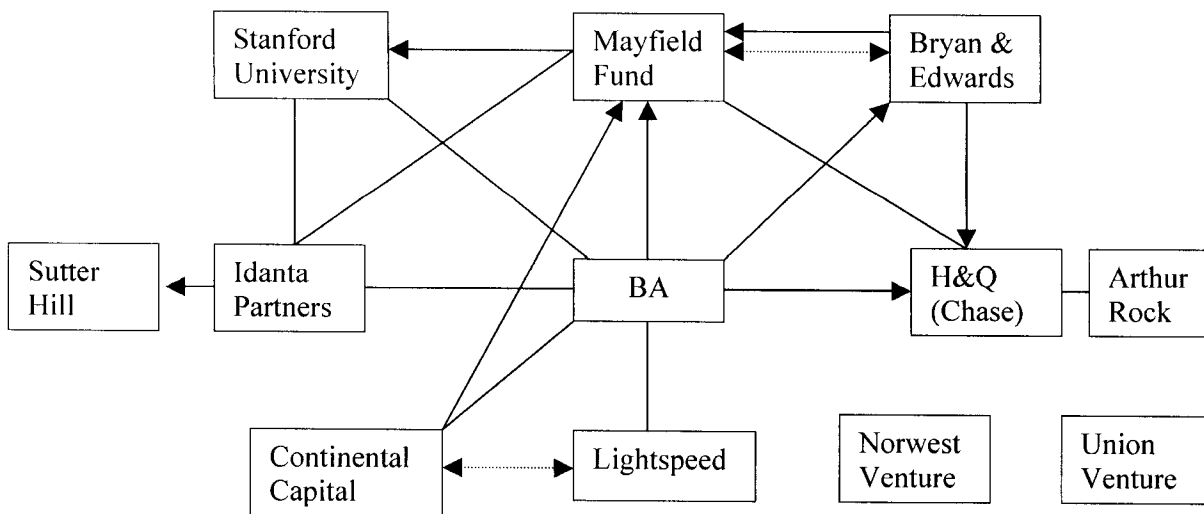 Stanford
University
Mayfield
Fund
Bryan &
Edwards
Sutter
Hill
Idanta
Partners
BA
H&Q
(Chase)
Arthur
Rock
Continental
Capital
Lightspeed
Norwest
Venture
Union
Venture